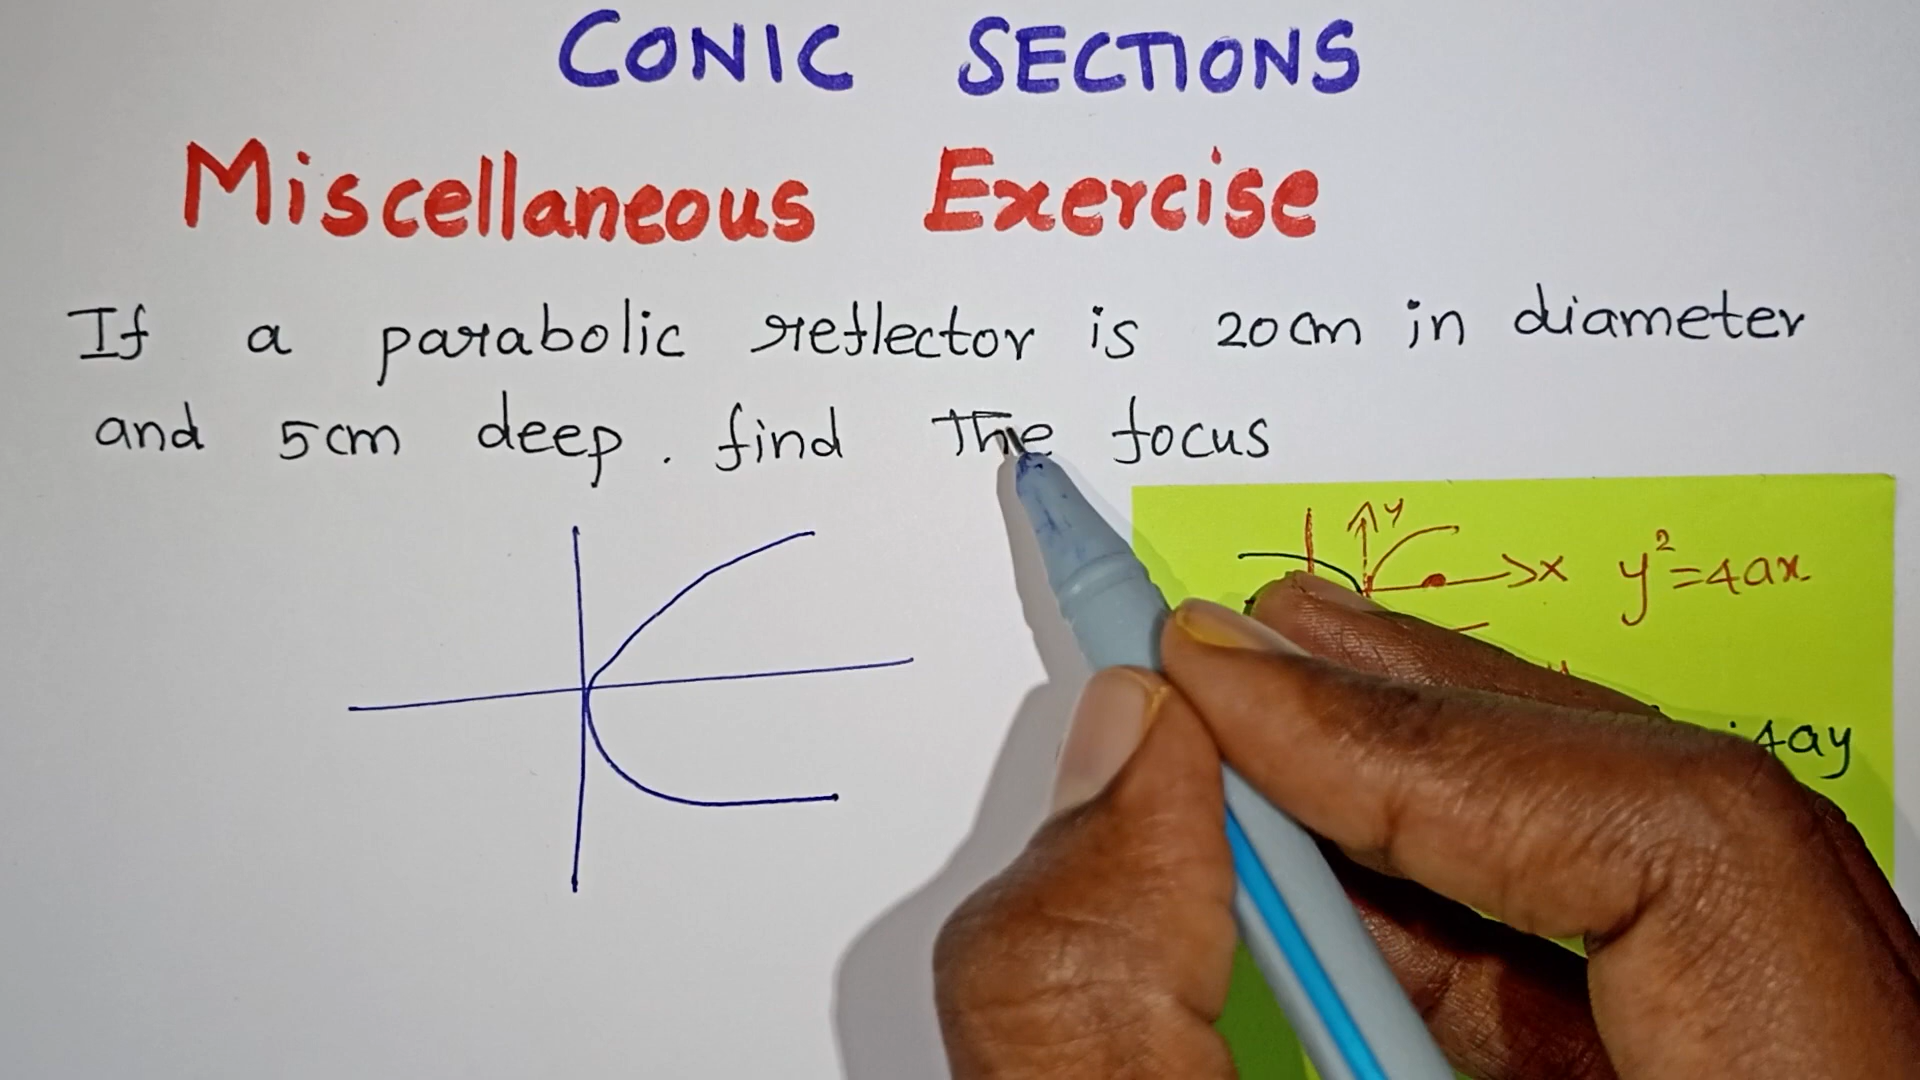 CONIC SECTIONS
Miscellaneous Exercise
If a parabolic reflector is 20cm in diameter
and 5cm deep. find The focus
y
x y²=4ax
4ay